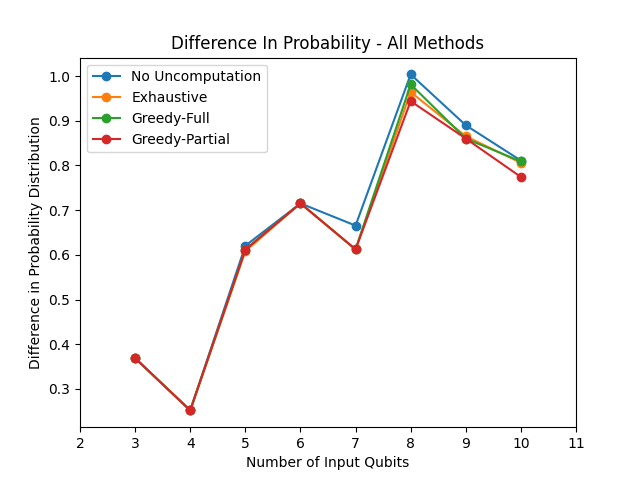 Difference In Probability - All Methods
No Uncomputation
Exhaustive
Greedy-Full
Greedy-Partial
Difference in Probability Distribution
1.0
0.9
0.8
0.7
0.6
0.5
0.4
0.3
2 3 4 5 6 7 8 9 10 11
Number of Input Qubits